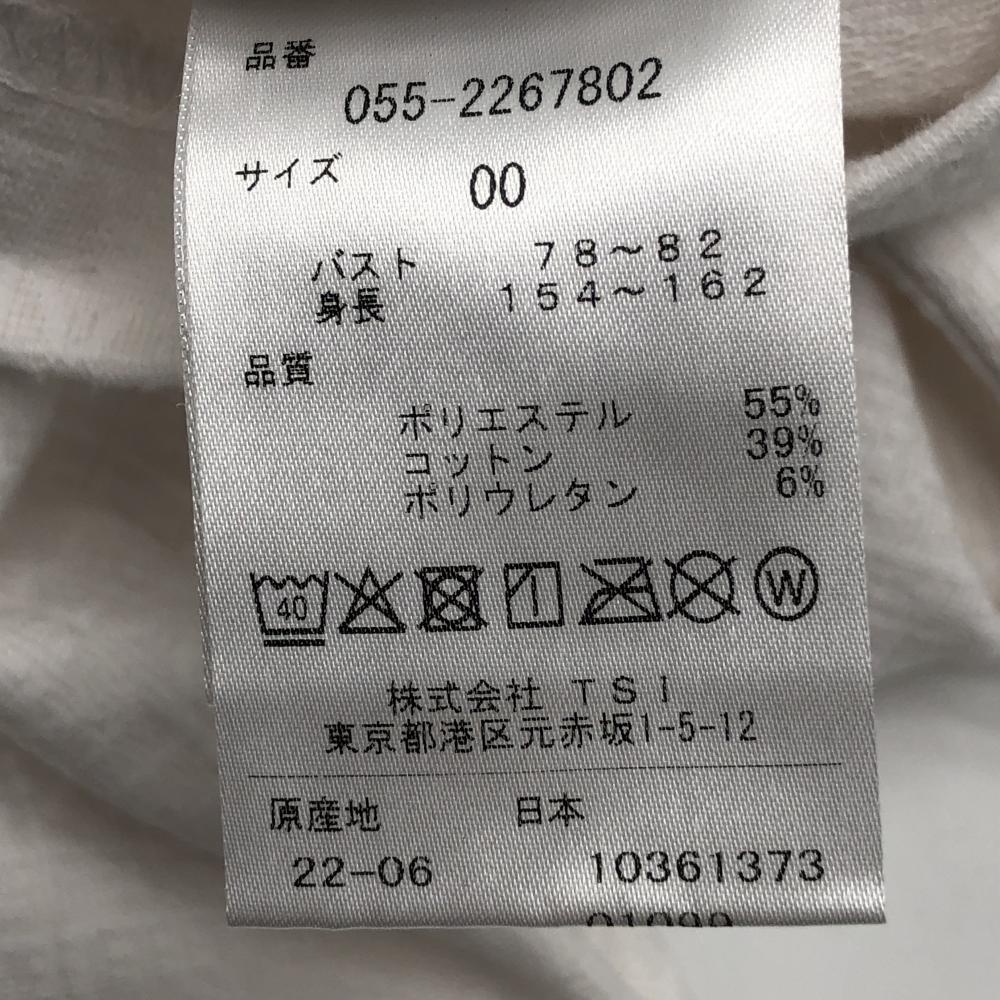 品番
055-2267802
サイズ 00
バスト 78～82
身長 154～162
品質
ポリエステル 55%
コットン 39%
ポリウレタン 6%
40 W
株式会社 TSI
東京都港区元赤坂1-5-12
原産地 日本
22-06 10361373